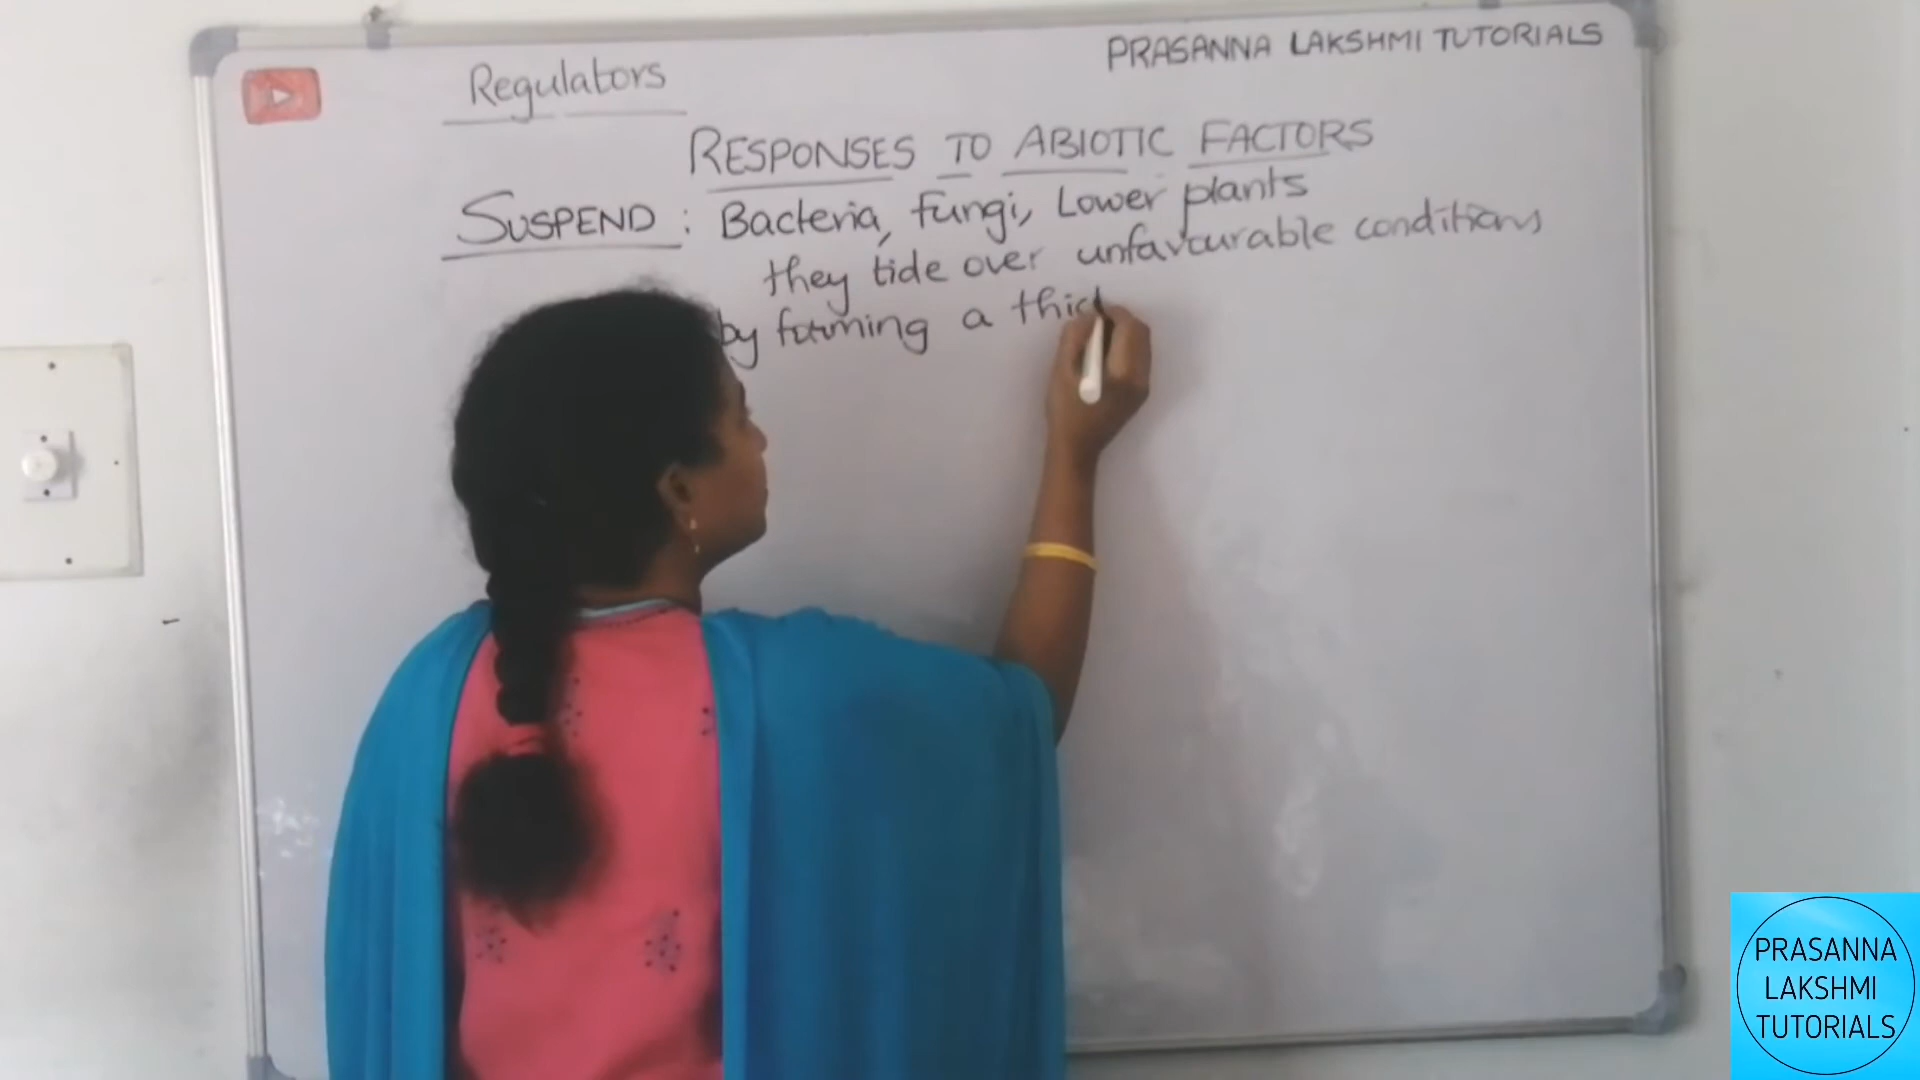 Regulators
PRASANNA LAKSHMI TUTORIALS
RESPONSES TO ABIOTIC FACTORS
SUSPEND : Bacteria, Fungi, Lower plants
they tide over unfavourable conditions
by forming a thick
PRASANNA
LAKSHMI
TUTORIALS